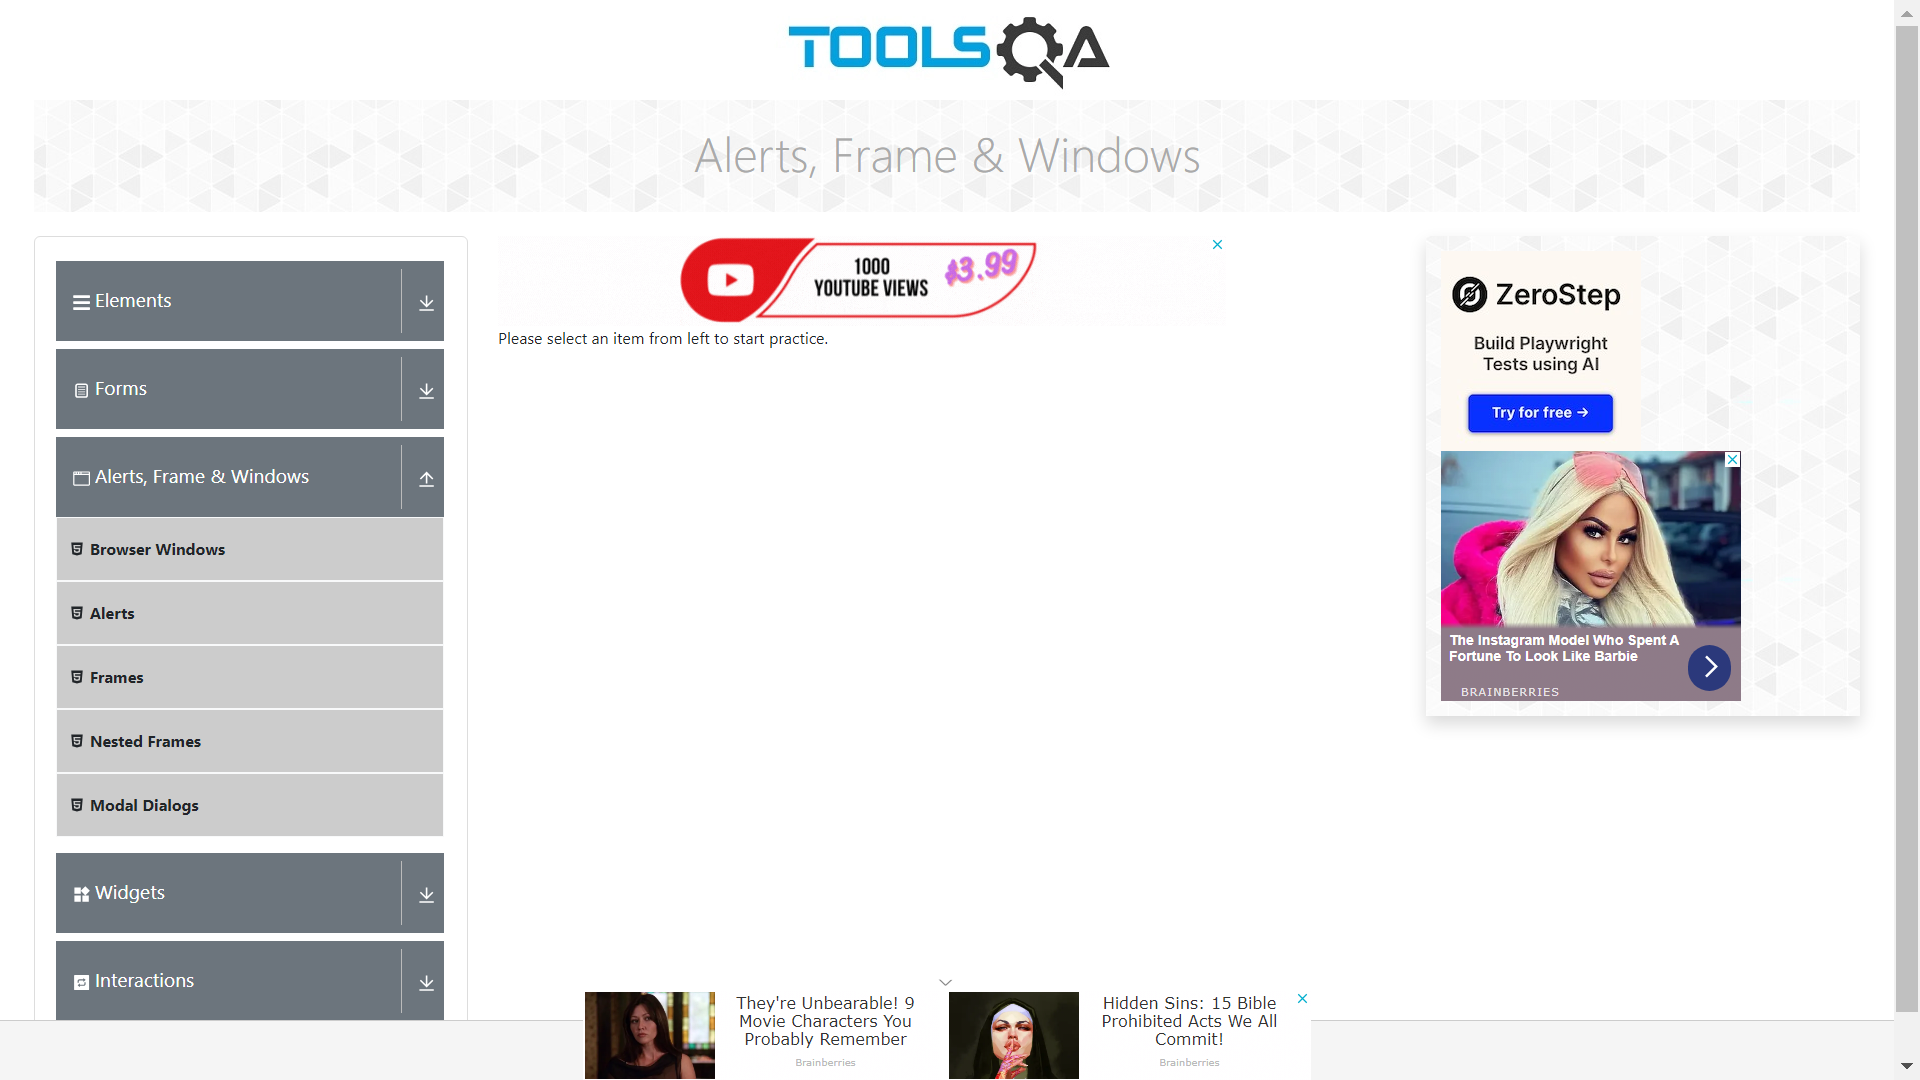 TOOLSQA
Alerts, Frame & Windows
Elements
Forms
Alerts, Frame & Windows
Browser Windows
Alerts
Frames
Nested Frames
Modal Dialogs
Widgets
Interactions
1000
YOUTUBE VIEWS
$3.99
Please select an item from left to start practice.
ZeroStep
Build Playwright
Tests using AI
Try for free →
The Instagram Model Who Spent A
Fortune To Look Like Barbie
BRAINBERRIES
They're Unbearable! 9
Movie Characters You
Probably Remember
Brainberries
Hidden Sins: 15 Bible
Prohibited Acts We All
Commit!
Brainberries